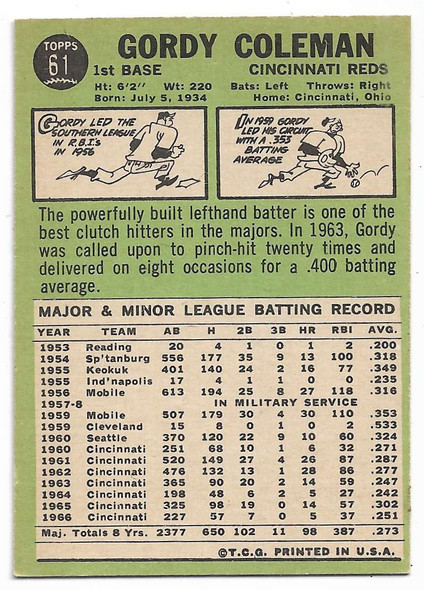 TOPPS
61
GORDY COLEMAN
1st BASE
CINCINNATI REDS
Ht: 6'2" Wt: 220 Bats: Left Throws: Right
Born: July 5, 1934 Home: Cincinnati, Ohio
GORDY LED THE
SOUTHERN LEAGUE
IN R.B.I.'s
IN 1956
IN 1959 GORDY
LED HIS CIRCUIT
WITH A .353
BATTING
AVERAGE
The powerfully built lefthand batter is one of the
best clutch hitters in the majors. In 1963, Gordy
was called upon to pinch-hit twenty times and
delivered on eight occasions for a .400 batting
average.
MAJOR & MINOR LEAGUE BATTING RECORD
YEAR TEAM AB H 2B 3B HR RBI AVG.
1953 Reading 20 4 1 0 1 2 .200
1954 Sp'tanburg 556 177 35 9 13 100 .318
1955 Keokuk 401 140 24 2 16 77 .349
1955 Ind'napolis 17 4 0 0 0 1 .235
1956 Mobile 613 194 25 8 27 118 .316
1957-8 IN MILITARY SERVICE
1959 Mobile 507 179 30 4 30 110 .353
1959 Cleveland 15 8 0 1 0 2 .533
1960 Seattle 370 120 22 9 10 60 .324
1960 Cincinnati 251 68 10 1 6 32 .271
1961 Cincinnati 520 149 27 4 26 87 .287
1962 Cincinnati 476 132 13 1 28 86 .277
1963 Cincinnati 365 90 20 2 14 59 .247
1964 Cincinnati 198 48 6 2 5 27 .242
1965 Cincinnati 325 98 19 0 14 57 .302
1966 Cincinnati 227 57 7 0 5 37 .251
Maj. Totals 8 Yrs. 2377 650 102 11 98 387 .273
©T.C.G. PRINTED IN U.S.A.